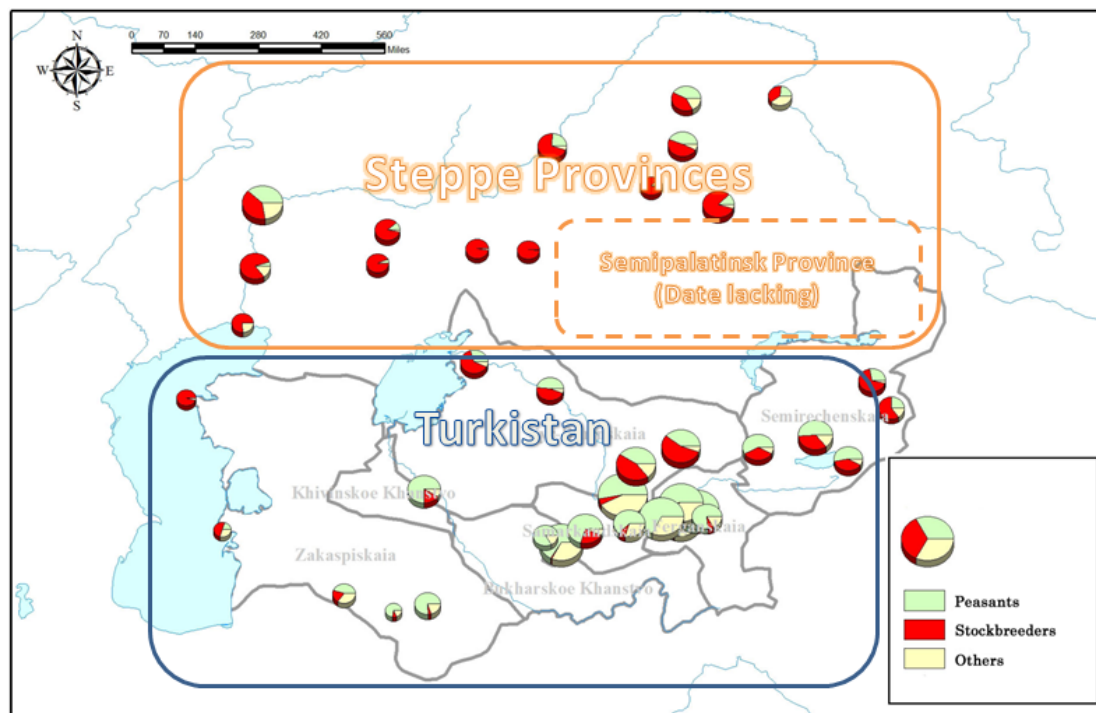 N
W E
S
0 70 140 280 420 560
Miles
Steppe Provinces
Semipalatinsk Province
(Date lacking)
Turkistan
Semirechenskaia
Khivinskoe Khanstvo
Zakaspiskaia
Bukharskoe Khanstvo
Peasants
Stockbreeders
Others